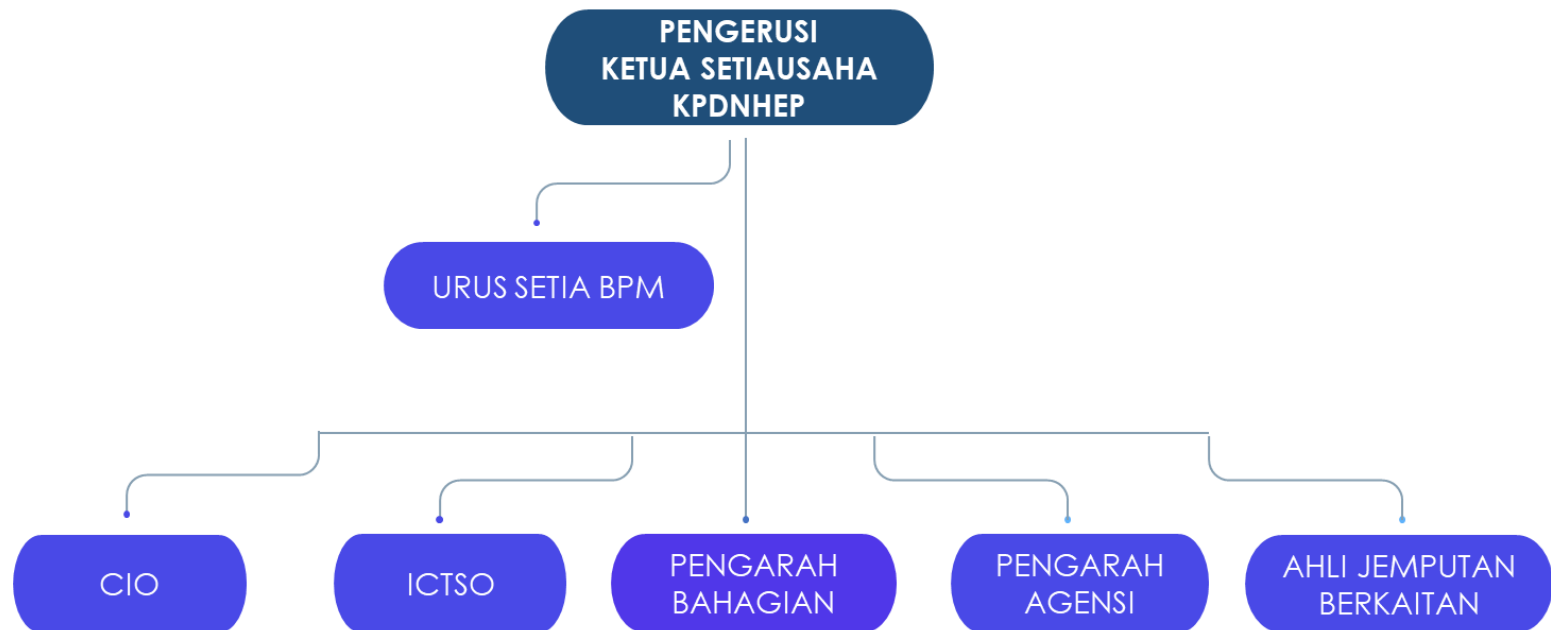 PENGERUSI
KETUA SETIAUSAHA
KPDNHEP
URUS SETIA BPM
CIO
ICTSO
PENGARAH
BAHAGIAN
PENGARAH
AGENSI
AHLI JEMPUTAN
BERKAITAN